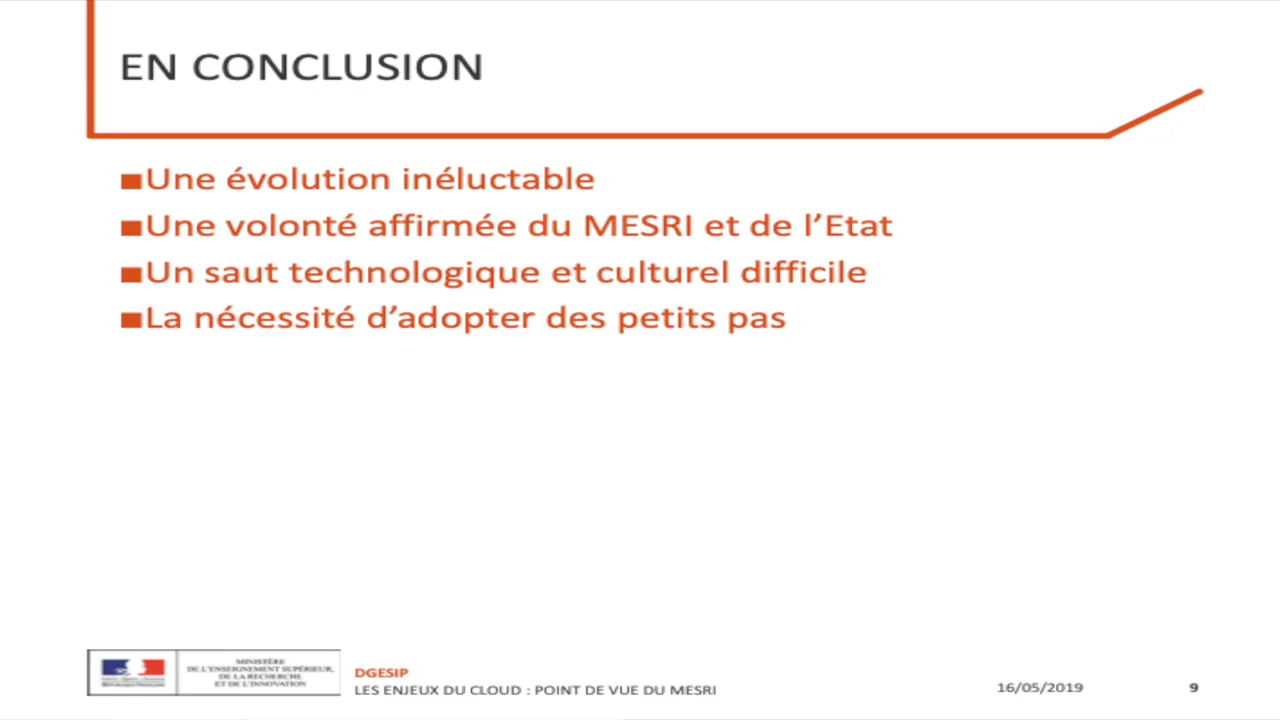 EN CONCLUSION
■Une évolution inéluctable
■Une volonté affirmée du MESRI et de l’Etat
■Un saut technologique et culturel difficile
■La nécessité d’adopter des petits pas
MINISTÈRE
DE L'ENSEIGNEMENT SUPÉRIEUR,
DE LA RECHERCHE
ET DE L'INNOVATION
DGESIP
LES ENJEUX DU CLOUD : POINT DE VUE DU MESRI
16/05/2019
9